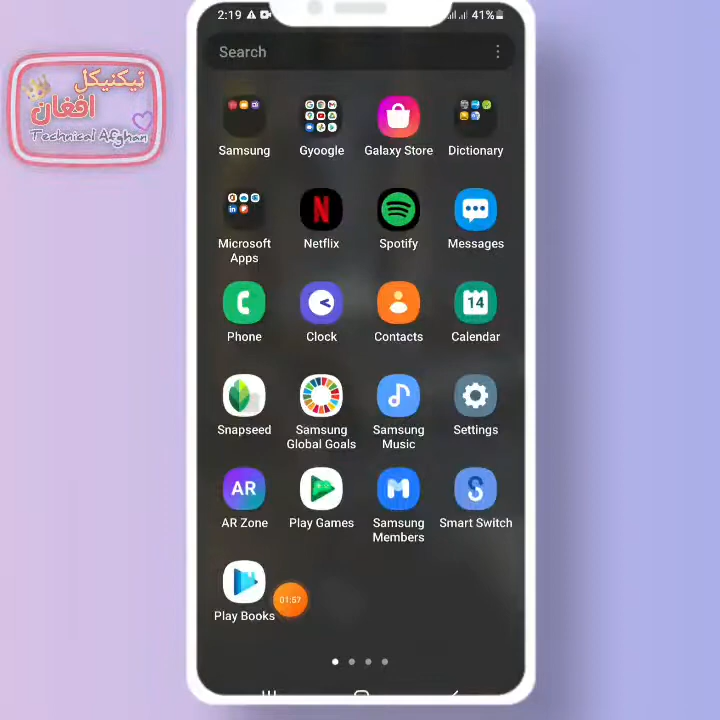 2:19
41%
Search
تیکنیکل
افغان
Technical Afghan
Samsung
Gyoogle
Galaxy Store
Dictionary
Microsoft
Apps
Netflix
Spotify
Messages
Phone
Clock
Contacts
14
Calendar
Snapseed
Samsung
Global Goals
Samsung
Music
Settings
AR
AR Zone
Play Games
Samsung
Members
Smart Switch
Play Books
01:57